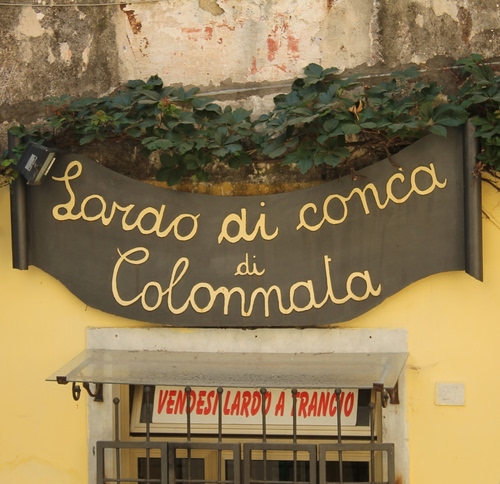 Lardo di conca
di
Colonnata
VENDESI LARDO A TRANCIO